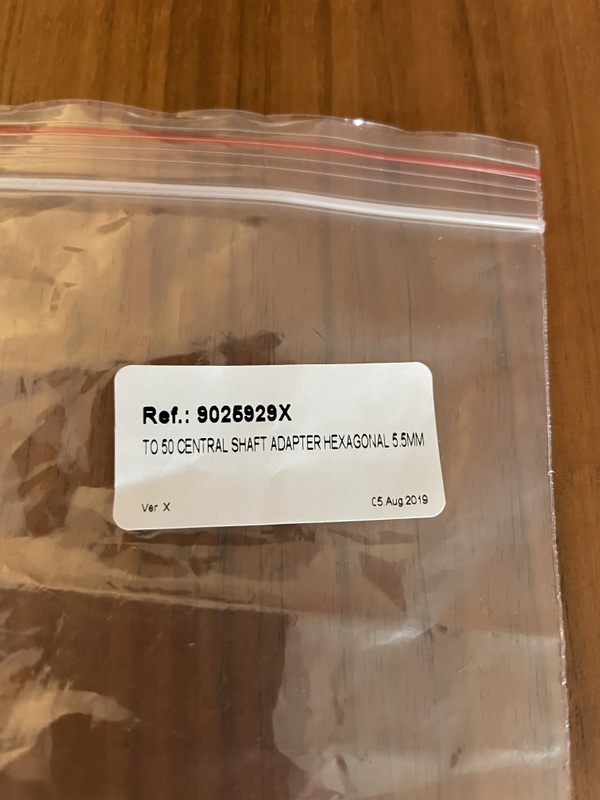 Ref.: 9025929X
TO 50 CENTRAL SHAFT ADAPTER HEXAGONAL 5.5MM
Ver X
05 Aug 2019